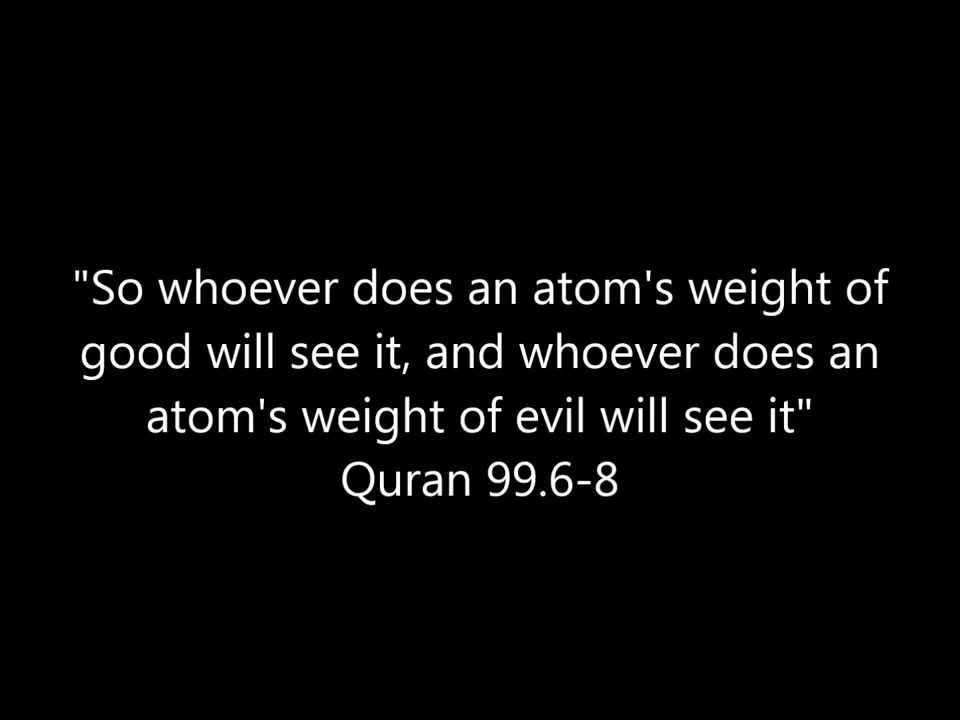 "So whoever does an atom's weight of
good will see it, and whoever does an
atom's weight of evil will see it"
Quran 99.6-8